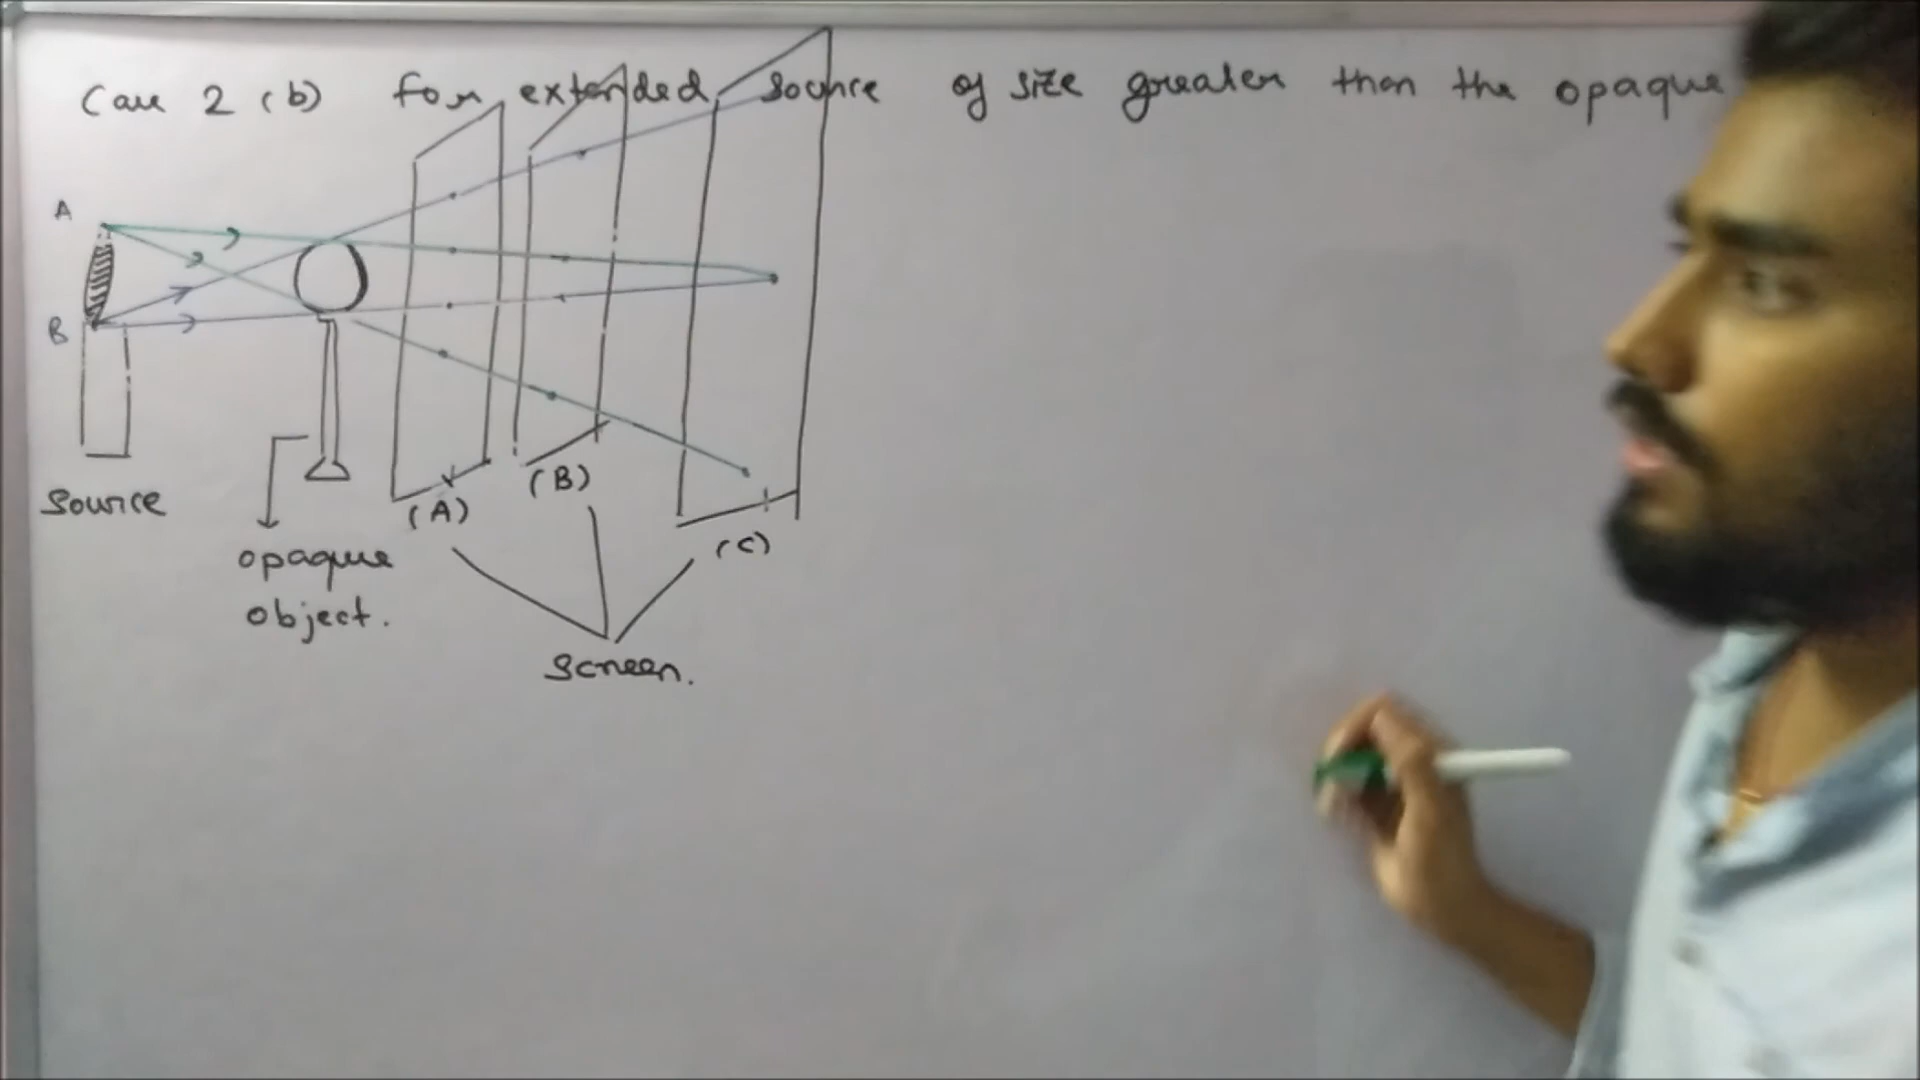 Case 2 (b) for extended source of size greater than the opaque
A
B
Source
opaque
object.
(A)
(B)
(C)
Screen.